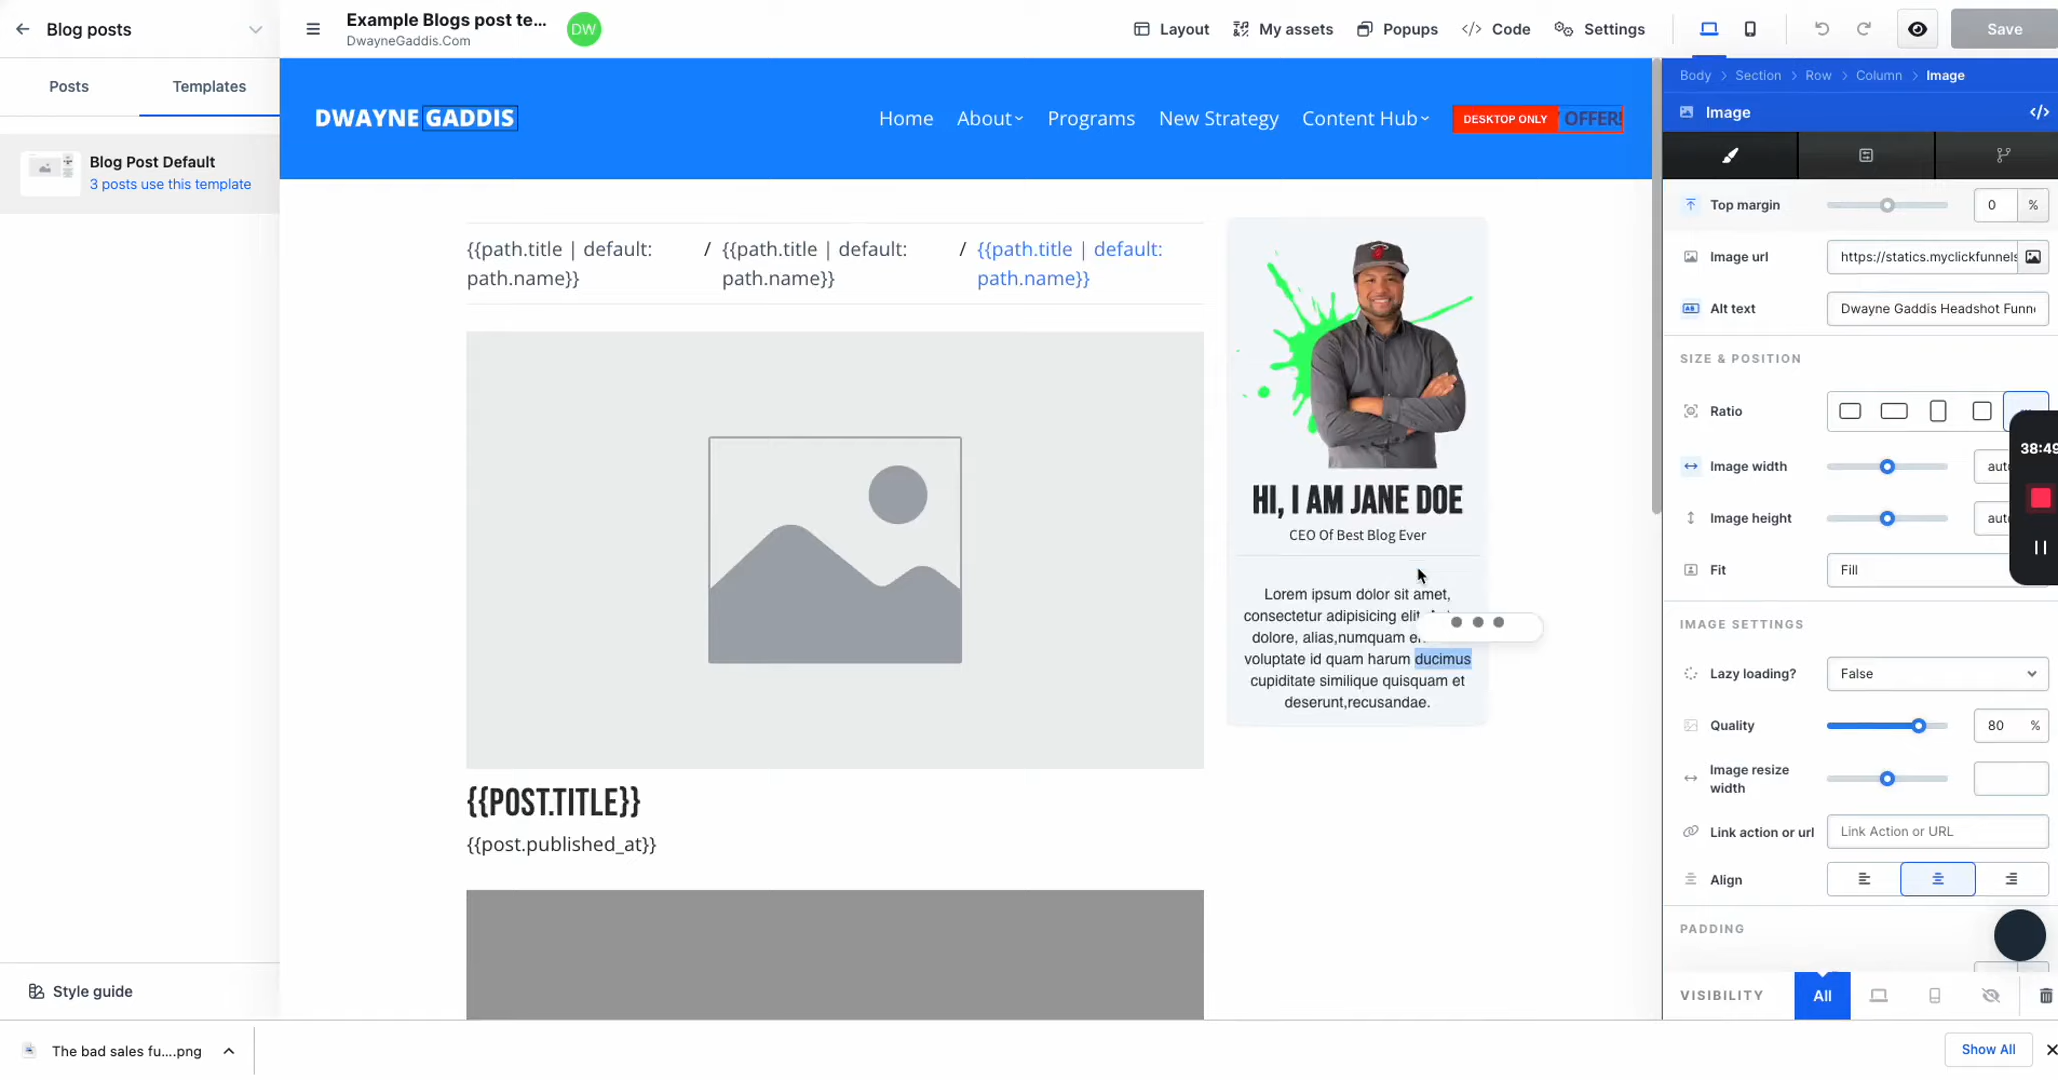 Blog posts
Example Blogs post te...
DwayneGaddis.Com
DW
Layout
My assets
Popups
Code
Settings
Save
Posts
Templates
Blog Post Default
3 posts use this template
DWAYNE GADDIS
Home
About
Programs
New Strategy
Content Hub
DESKTOP ONLY
OFFER!
{{path.title | default: path.name}}
/
{{path.title | default: path.name}}
/
{{path.title | default: path.name}}
{{POST.TITLE}}
{{post.published_at}}
HI, I AM JANE DOE
CEO Of Best Blog Ever
Lorem ipsum dolor sit amet,
consectetur adipisicing elit
dolore, alias,numquam
voluptate id quam harum ducimus
cupiditate similique quisquam et
deserunt,recusandae.
Body > Section > Row > Column > Image
Image
</>
Top margin
0 %
Image url
https://statics.myclickfunnels
Alt text
Dwayne Gaddis Headshot Funn
SIZE & POSITION
Ratio
Image width
Image height
Fit
Fill
38:49
IMAGE SETTINGS
Lazy loading?
False
Quality
80 %
Image resize
width
Link action or url
Link Action or URL
Align
PADDING
VISIBILITY
All
Style guide
The bad sales fu....png
Show All